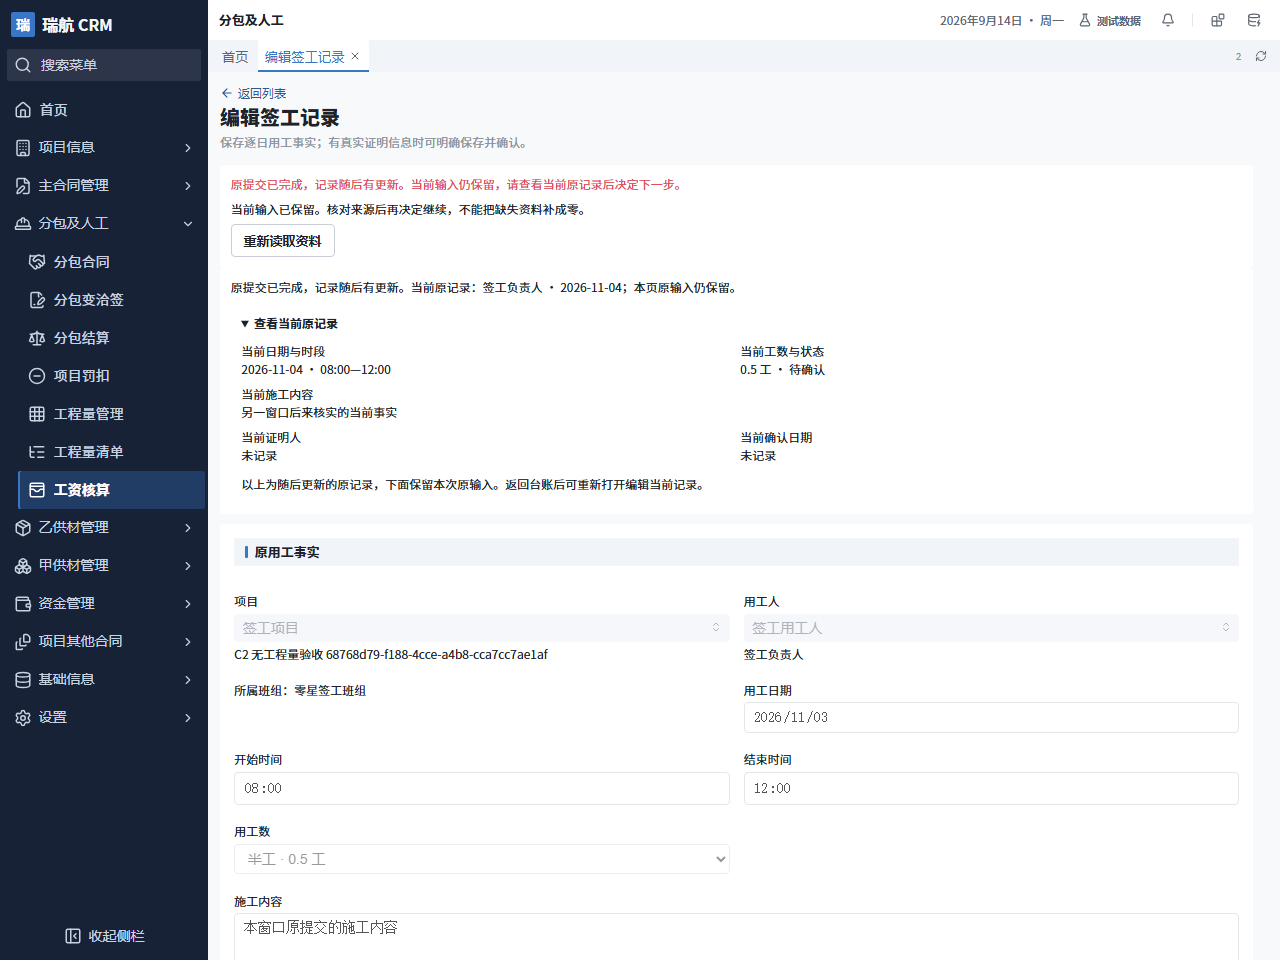 瑞 瑞航 CRM
搜索菜单
首页
项目信息
主合同管理
分包及人工
分包合同
分包变洽签
分包结算
项目罚扣
工程量管理
工程量清单
工资核算
乙供材管理
甲供材管理
资金管理
项目其他合同
基础信息
设置
收起侧栏
分包及人工
2026年9月14日 · 周一
测试数据
首页
编辑签工记录
2
返回列表
编辑签工记录
保存逐日用工事实；有真实证明信息时可明确保存并确认。
原提交已完成，记录随后有更新。当前输入仍保留，请查看当前原记录后决定下一步。
当前输入已保留。核对来源后再决定继续，不能把缺失资料补成零。
重新读取资料
原提交已完成，记录随后有更新。当前原记录：签工负责人 · 2026-11-04；本页原输入仍保留。
▼ 查看当前原记录
当前日期与时段
2026-11-04 · 08:00—12:00
当前工数与状态
0.5 工 · 待确认
当前施工内容
另一窗口后来核实的当前事实
当前证明人
未记录
当前确认日期
未记录
以上为随后更新的原记录，下面保留本次原输入。返回台账后可重新打开编辑当前记录。
原用工事实
项目
签工项目
C2 无工程量验收 68768d79-f188-4cce-a4b8-cca7cc7ae1af
用工人
签工用工人
签工负责人
所属班组：零星签工班组
用工日期
2026/11/03
开始时间
08:00
结束时间
12:00
用工数
半工 · 0.5 工
施工内容
本窗口原提交的施工内容